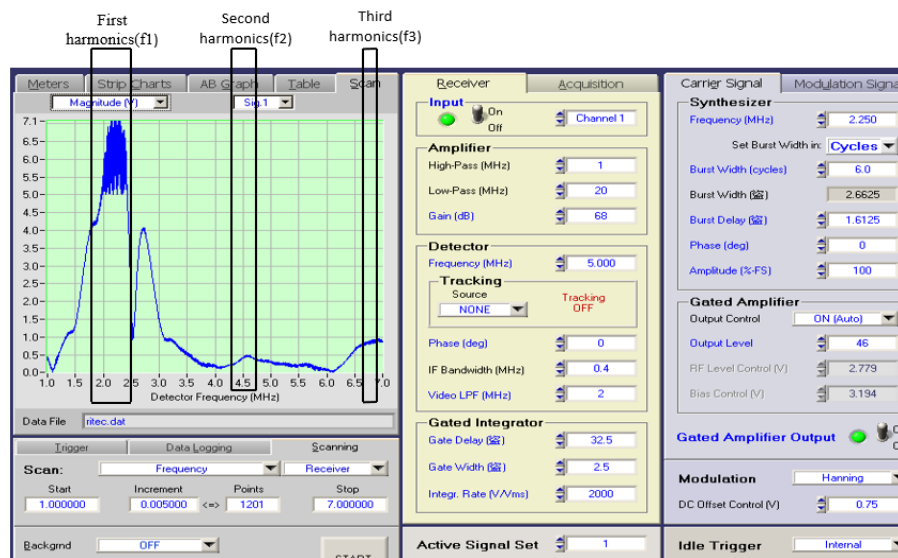 First
harmonics(f1)
Second
harmonics(f2)
Third
harmonics(f3)
Meters
Strip Charts
AB Graph
Table
Scan
Magnitude (V)
Sig.1
7.1
6.5
6.0
5.5
5.0
4.5
4.0
3.5
3.0
2.5
2.0
1.5
1.0
0.5
0.0
1.0 1.5 2.0 2.5 3.0 3.5 4.0 4.5 5.0 5.5 6.0 6.5 7.0
Detector Frequency (MHz)
Data File ritec.dat
Trigger
Data Logging
Scanning
Scan: Frequency Receiver
Start Increment Points Stop
1.000000 0.005000 <=> 1201 7.000000
Backgrnd OFF
START
Receiver
Acquisition
Input
On
Off
Channel 1
Amplifier
High-Pass (MHz) 1
Low-Pass (MHz) 20
Gain (dB) 68
Detector
Frequency (MHz) 5.000
Tracking
Source
NONE
Tracking
OFF
Phase (deg) 0
IF Bandwidth (MHz) 0.4
Video LPF (MHz) 2
Gated Integrator
Gate Delay 32.5
Gate Width 2.5
Integr. Rate (V/Vms) 2000
Active Signal Set 1
Carrier Signal
Modulation Signa
Synthesizer
Frequency (MHz) 2.250
Set Burst Width in: Cycles
Burst Width (cycles) 6.0
Burst Width 2.6625
Burst Delay 1.6125
Phase (deg) 0
Amplitude (%-FS) 100
Gated Amplifier
Output Control ON (Auto)
Output Level 46
RF Level Control (V) 2.779
Bias Control (V) 3.194
Gated Amplifier Output
Modulation Hanning
DC Offset Control (V) 0.75
Idle Trigger Internal